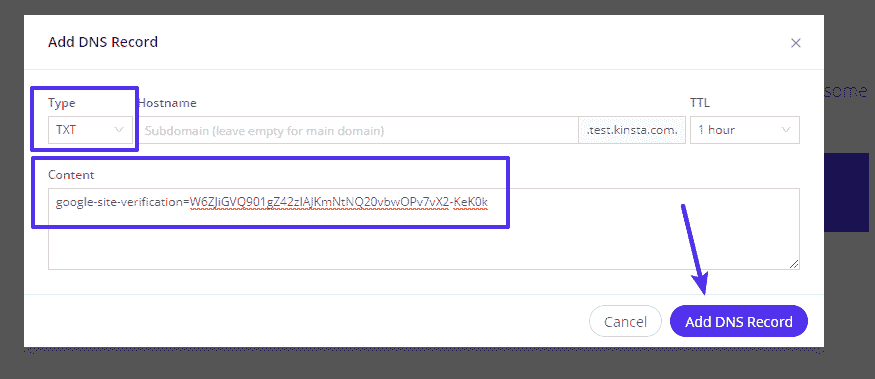 Add DNS Record
some
Type
Hostname
TTL
TXT
Subdomain (leave empty for main domain)
.test.kinsta.com.
1 hour
Content
google-site-verification=W6ZJiGVQ901gZ42zIAJKmNtNQ20vbwOPv7vX2-KeK0k
Cancel
Add DNS Record